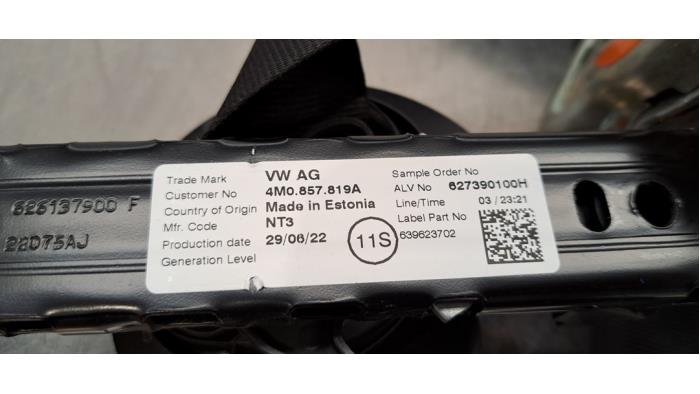 626137900 F
22D75AJ
Trade Mark VW AG
Customer No 4M0.857.819A
Country of Origin Made in Estonia
Mfr. Code NT3
Production date 29/06/22
Generation Level
11S
Sample Order No
ALV No 627390100H
Line/Time 03 / 23:21
Label Part No
639623702